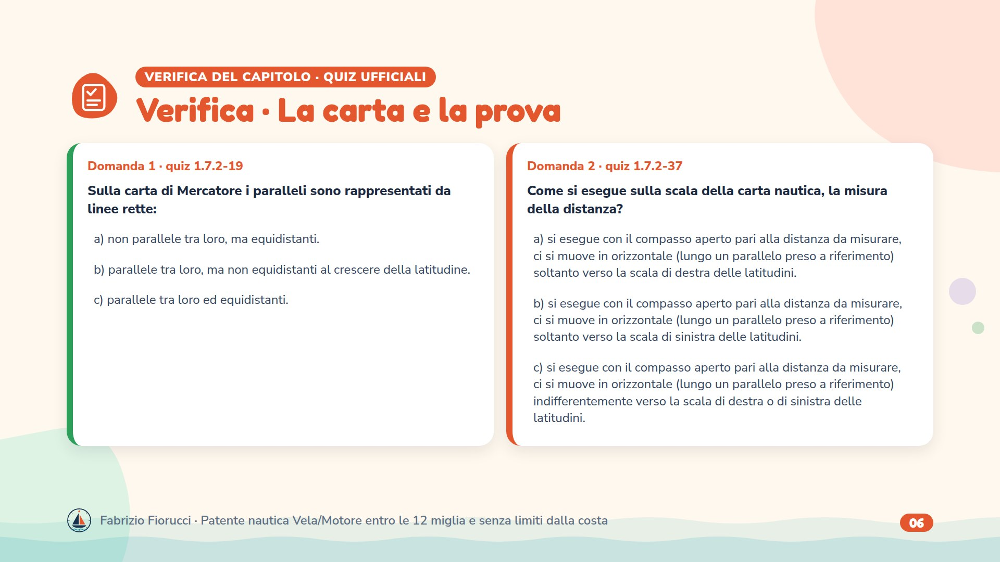 VERIFICA DEL CAPITOLO · QUIZ UFFICIALI
Verifica · La carta e la prova
Domanda 1 · quiz 1.7.2-19
Sulla carta di Mercatore i paralleli sono rappresentati da
linee rette:
a) non parallele tra loro, ma equidistanti.
b) parallele tra loro, ma non equidistanti al crescere della latitudine.
c) parallele tra loro ed equidistanti.
Domanda 2 · quiz 1.7.2-37
Come si esegue sulla scala della carta nautica, la misura
della distanza?
a) si esegue con il compasso aperto pari alla distanza da misurare,
ci si muove in orizzontale (lungo un parallelo preso a riferimento)
soltanto verso la scala di destra delle latitudini.
b) si esegue con il compasso aperto pari alla distanza da misurare,
ci si muove in orizzontale (lungo un parallelo preso a riferimento)
soltanto verso la scala di sinistra delle latitudini.
c) si esegue con il compasso aperto pari alla distanza da misurare,
ci si muove in orizzontale (lungo un parallelo preso a riferimento)
indifferentemente verso la scala di destra o di sinistra delle
latitudini.
Fabrizio Fiorucci · Patente nautica Vela/Motore entro le 12 miglia e senza limiti dalla costa
06